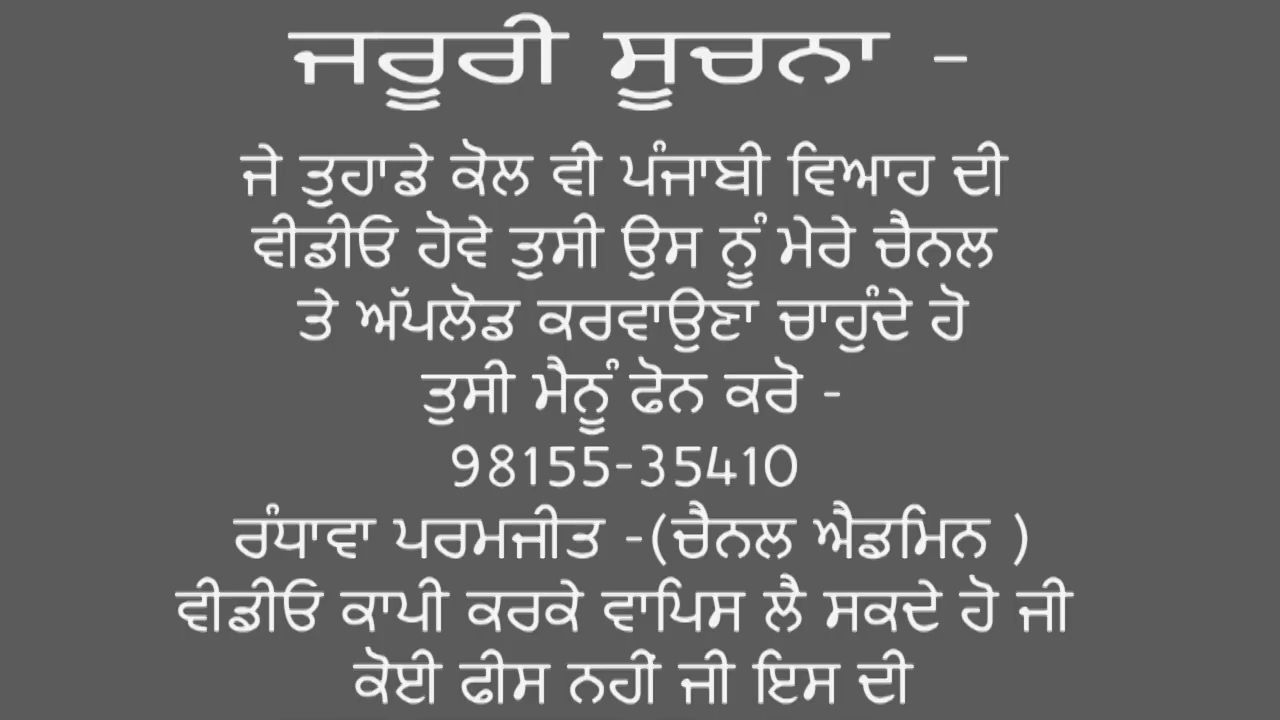 ਜਰੂਰੀ ਸੂਚਨਾ -
ਜੇ ਤੁਹਾਡੇ ਕੋਲ ਵੀ ਪੰਜਾਬੀ ਵਿਆਹ ਦੀ
ਵੀਡੀਓ ਹੋਵੇ ਤੁਸੀ ਉਸ ਨੂੰ ਮੇਰੇ ਚੈਨਲ
ਤੇ ਅੱਪਲੋਡ ਕਰਵਾਉਣਾ ਚਾਹੁੰਦੇ ਹੋ
ਤੁਸੀ ਮੈਨੂੰ ਫੋਨ ਕਰੋ -
98155-35410
ਰੰਧਾਵਾ ਪਰਮਜੀਤ -(ਚੈਨਲ ਐਡਮਿਨ )
ਵੀਡੀਓ ਕਾਪੀ ਕਰਕੇ ਵਾਪਿਸ ਲੈ ਸਕਦੇ ਹੋ ਜੀ
ਕੋਈ ਫੀਸ ਨਹੀਂ ਜੀ ਇਸ ਦੀ